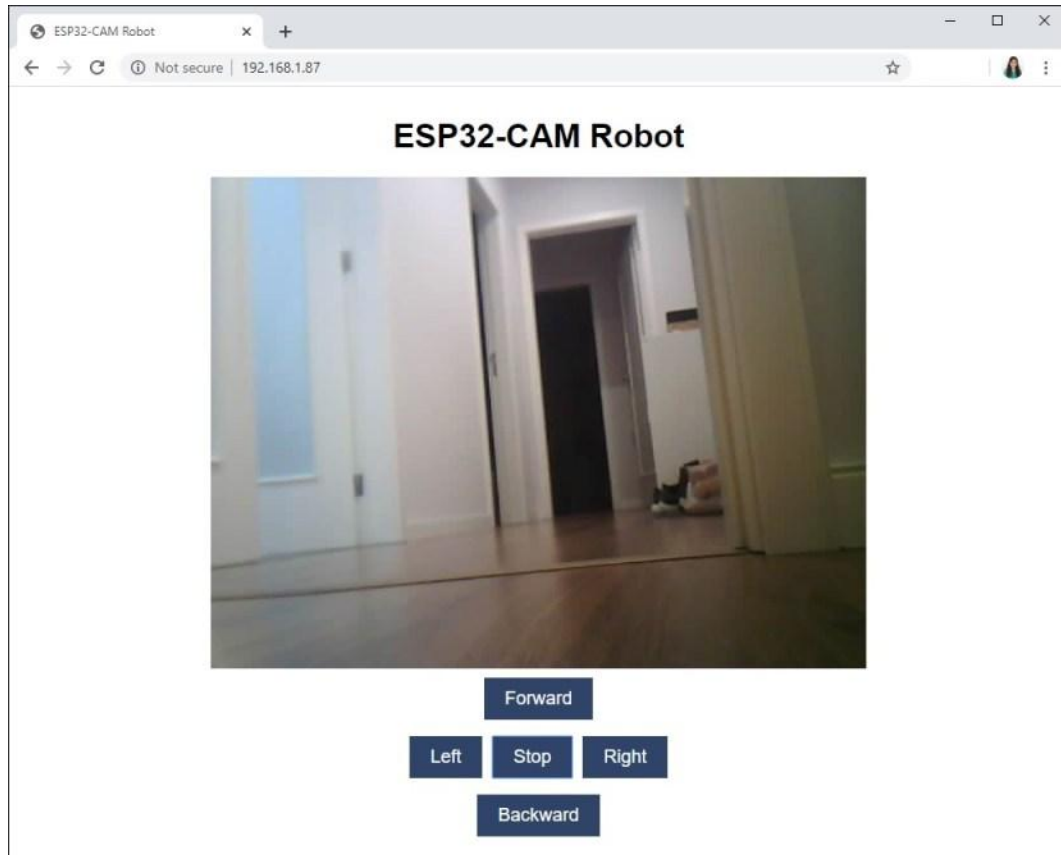 ESP32-CAM Robot
Not secure | 192.168.1.87
ESP32-CAM Robot
Forward
Left Stop Right
Backward